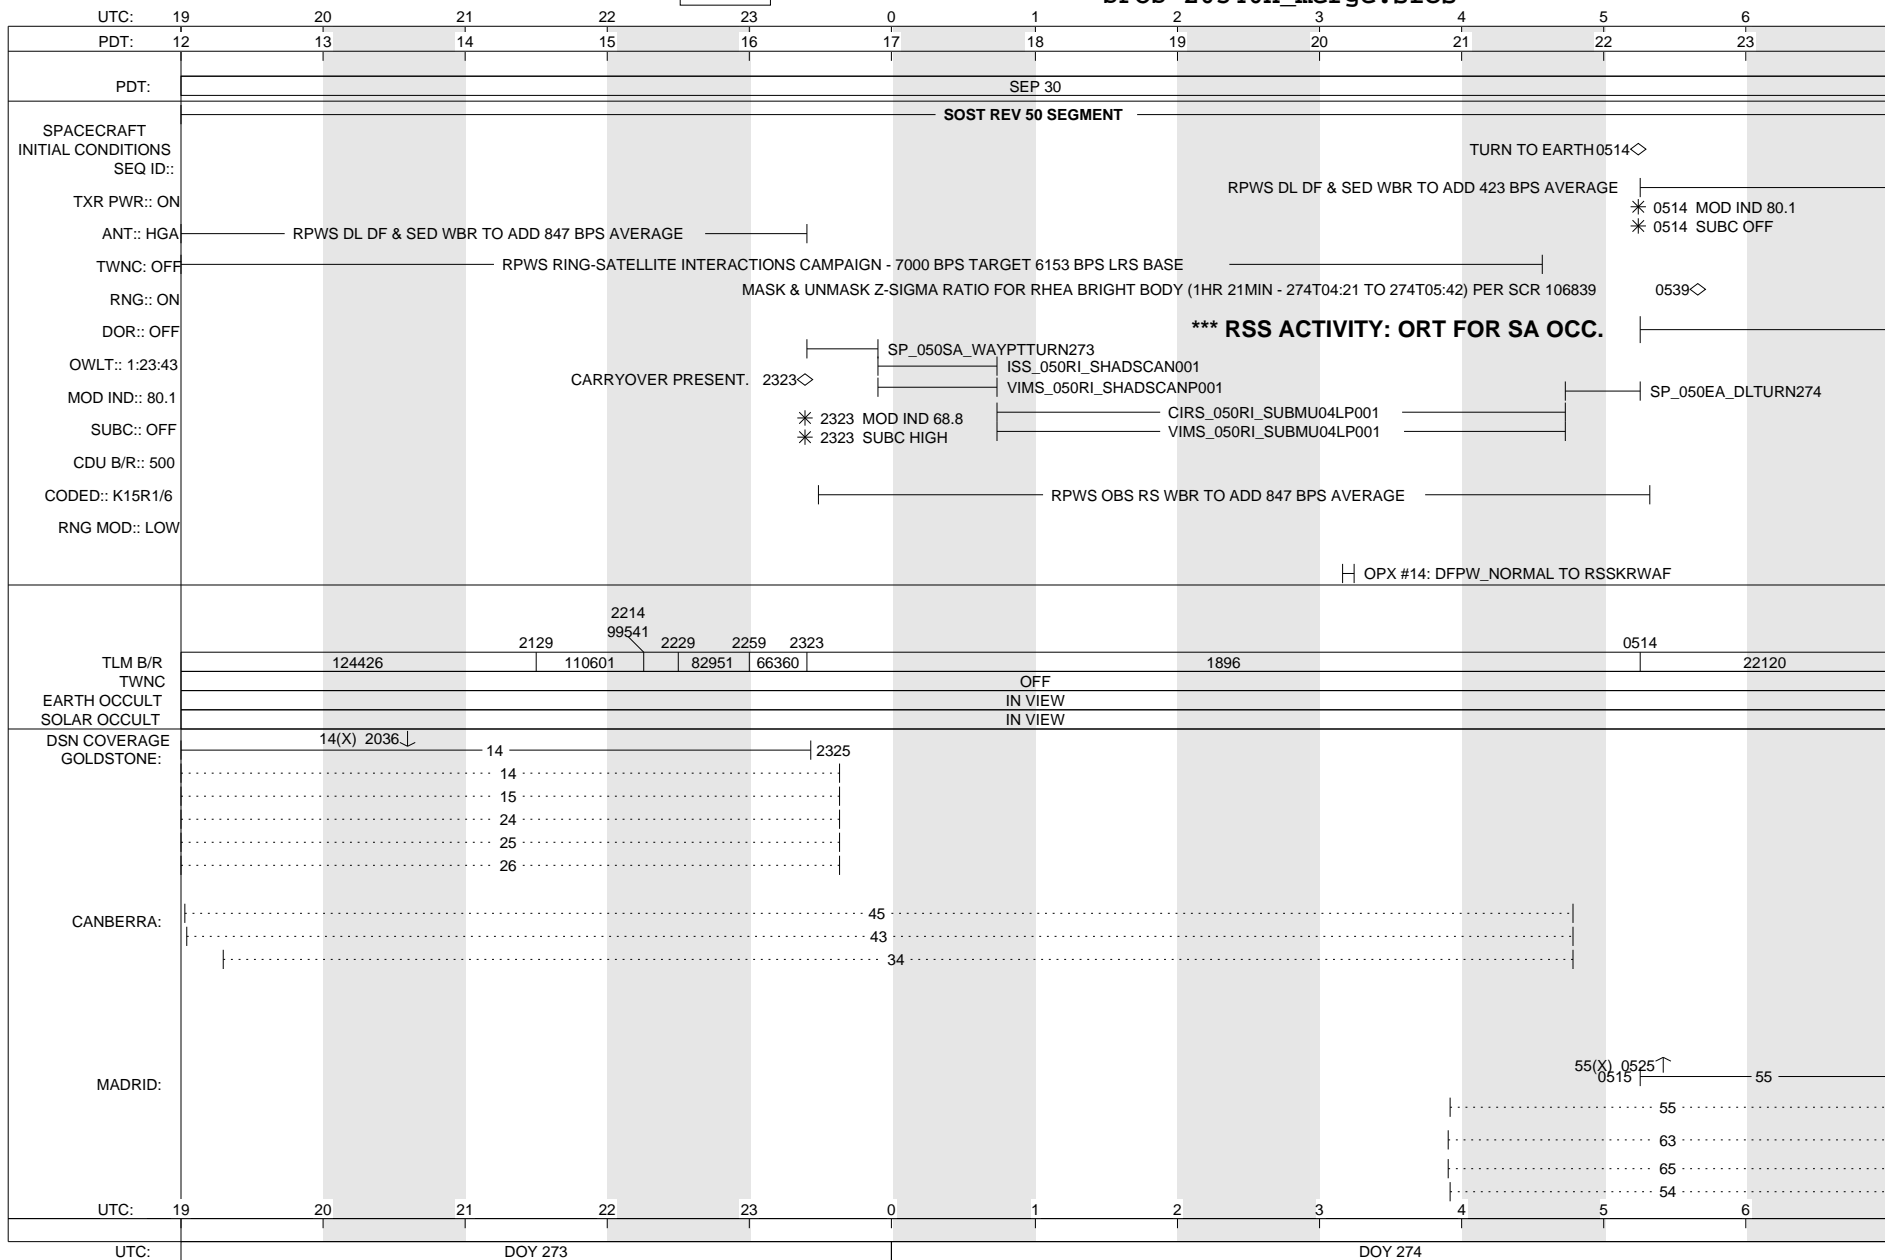 UTC: 19 20 21 22 23 0 1 2 3 4 5 6
PDT: 12 13 14 15 16 17 18 19 20 21 22 23
PDT: SEP 30
SOST REV 50 SEGMENT
SPACECRAFT
INITIAL CONDITIONS
TURN TO EARTH 0514
SEQ ID::
RPWS DL DF & SED WBR TO ADD 423 BPS AVERAGE
TXR PWR:: ON
0514 MOD IND 80.1
0514 SUBC OFF
ANT:: HGA
RPWS DL DF & SED WBR TO ADD 847 BPS AVERAGE
TWNC: OFF
RPWS RING-SATELLITE INTERACTIONS CAMPAIGN - 7000 BPS TARGET 6153 BPS LRS BASE
MASK & UNMASK Z-SIGMA RATIO FOR RHEA BRIGHT BODY (1HR 21MIN - 274T04:21 TO 274T05:42) PER SCR 106839 0539
RNG:: ON
DOR:: OFF
*** RSS ACTIVITY: ORT FOR SA OCC.
SP_050SA_WAYPTTURN273
OWLT:: 1:23:43
ISS_050RI_SHADSCAN001
CARRYOVER PRESENT. 2323
VIMS_050RI_SHADSCANP001
SP_050EA_DLTURN274
MOD IND:: 80.1
CIRS_050RI_SUBMU04LP001
2323 MOD IND 68.8
SUBC:: OFF
VIMS_050RI_SUBMU04LP001
2323 SUBC HIGH
CDU B/R:: 500
CODED:: K15R1/6
RPWS OBS RS WBR TO ADD 847 BPS AVERAGE
RNG MOD:: LOW
OPX #14: DFPW_NORMAL TO RSSKRWAF
2214
99541
2129 2229 2259 2323 0514
TLM B/R 124426 110601 82951 66360 1896 22120
TWNC OFF
EARTH OCCULT IN VIEW
SOLAR OCCULT IN VIEW
DSN COVERAGE 14(X) 2036
GOLDSTONE: 14 2325
14
15
24
25
26
45
CANBERRA:
43
34
55(X) 0525
MADRID: 0515 55
55
63
65
54
UTC: 19 20 21 22 23 0 1 2 3 4 5 6
UTC: DOY 273 DOY 274